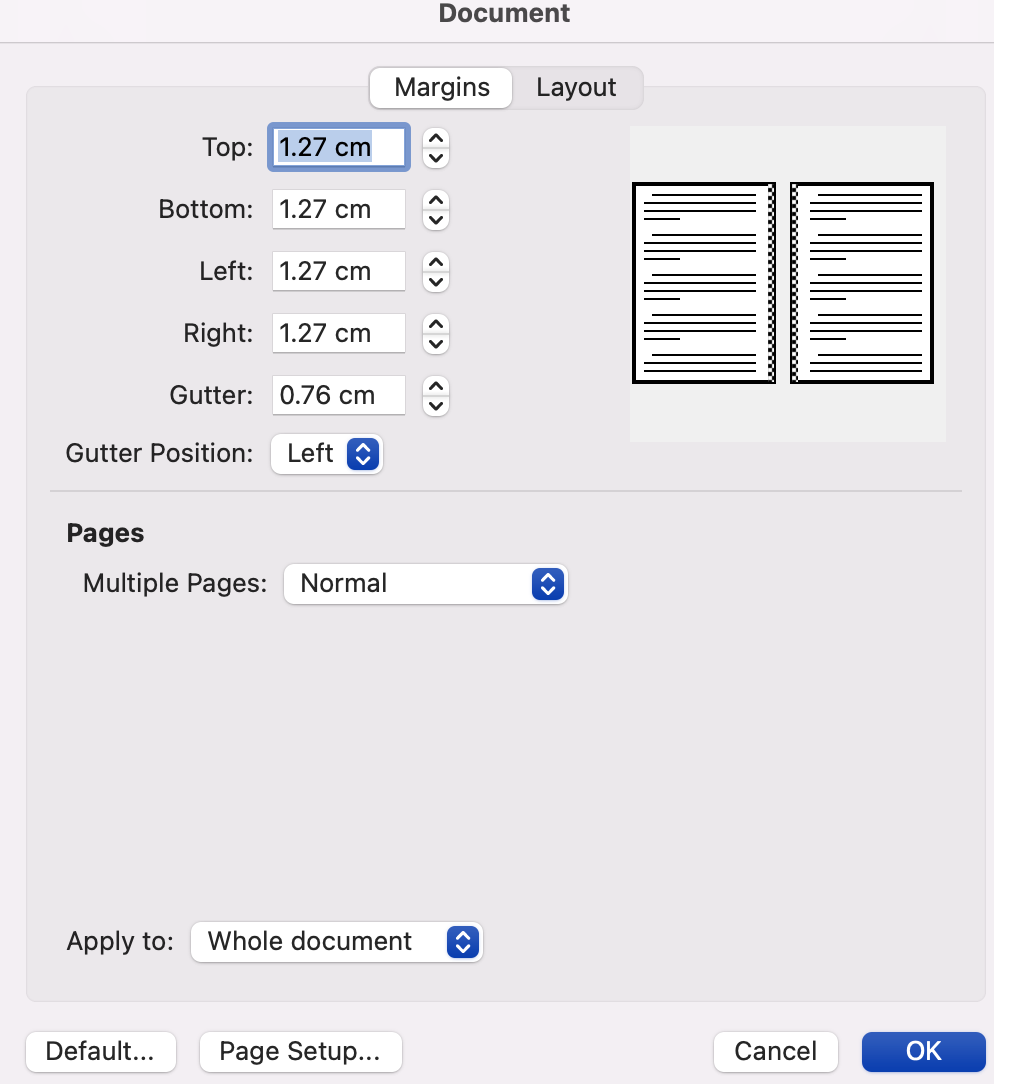 Document
Margins Layout
Top: 1.27 cm
Bottom: 1.27 cm
Left: 1.27 cm
Right: 1.27 cm
Gutter: 0.76 cm
Gutter Position: Left
Pages
Multiple Pages: Normal
Apply to: Whole document
Default... Page Setup... Cancel OK